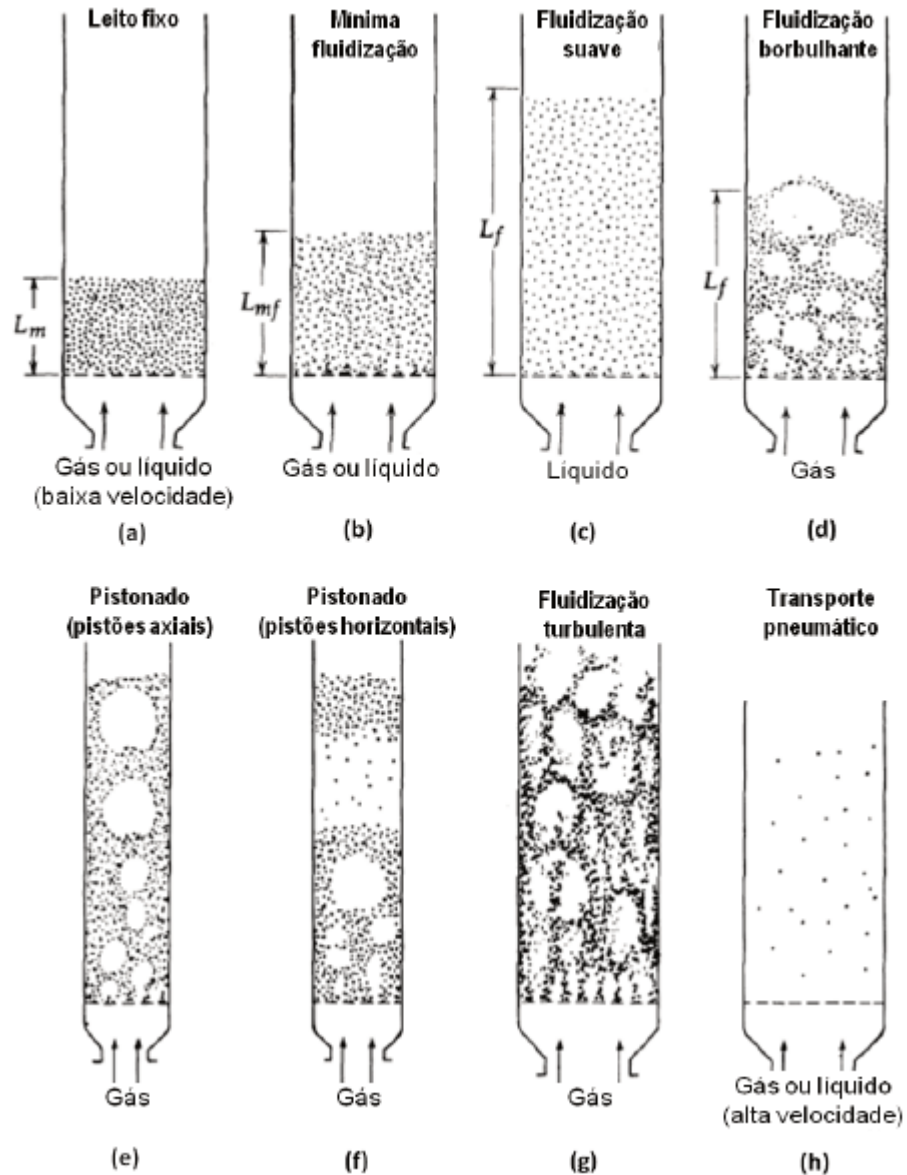 Leito fixo
Mínima
fluidização
Fluidização
suave
Fluidização
borbulhante
L_m
L_mf
L_f
L_f
Gás ou líquido
(baixa velocidade)
Gás ou líquido
Líquido
Gás
(a)
(b)
(c)
(d)
Pistonado
(pistões axiais)
Pistonado
(pistões horizontais)
Fluidização
turbulenta
Transporte
pneumático
Gás
Gás
Gás
Gás ou líquido
(alta velocidade)
(e)
(f)
(g)
(h)